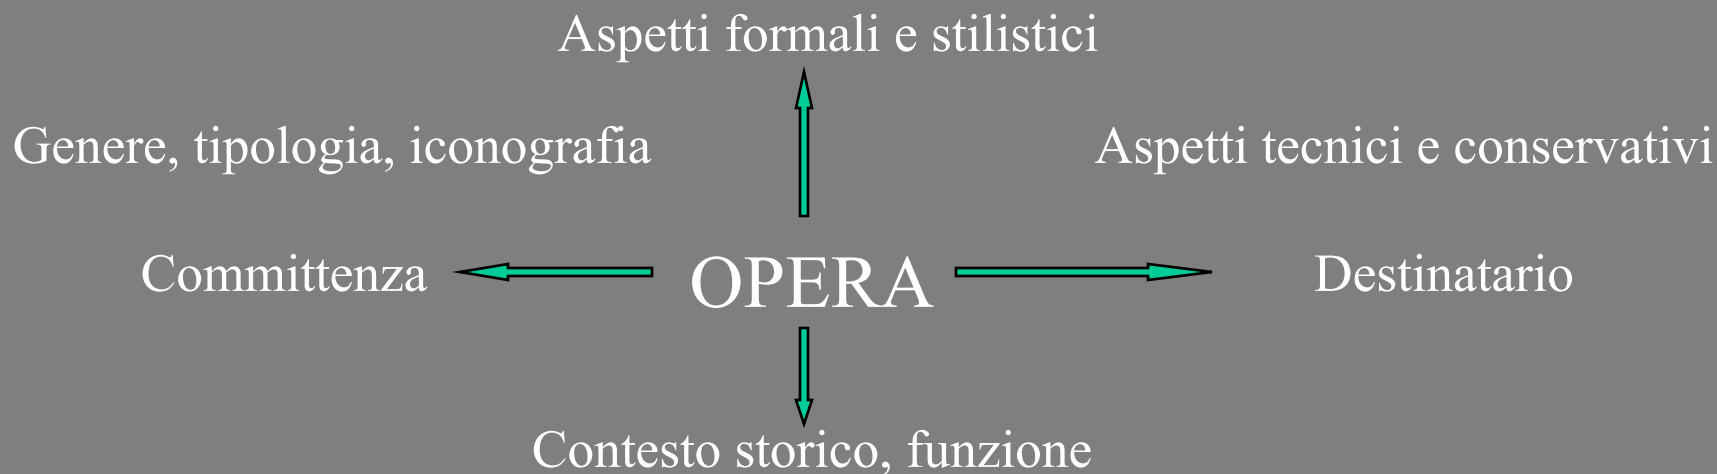 Aspetti formali e stilistici
Genere, tipologia, iconografia
Aspetti tecnici e conservativi
Committenza
OPERA
Destinatario
Contesto storico, funzione